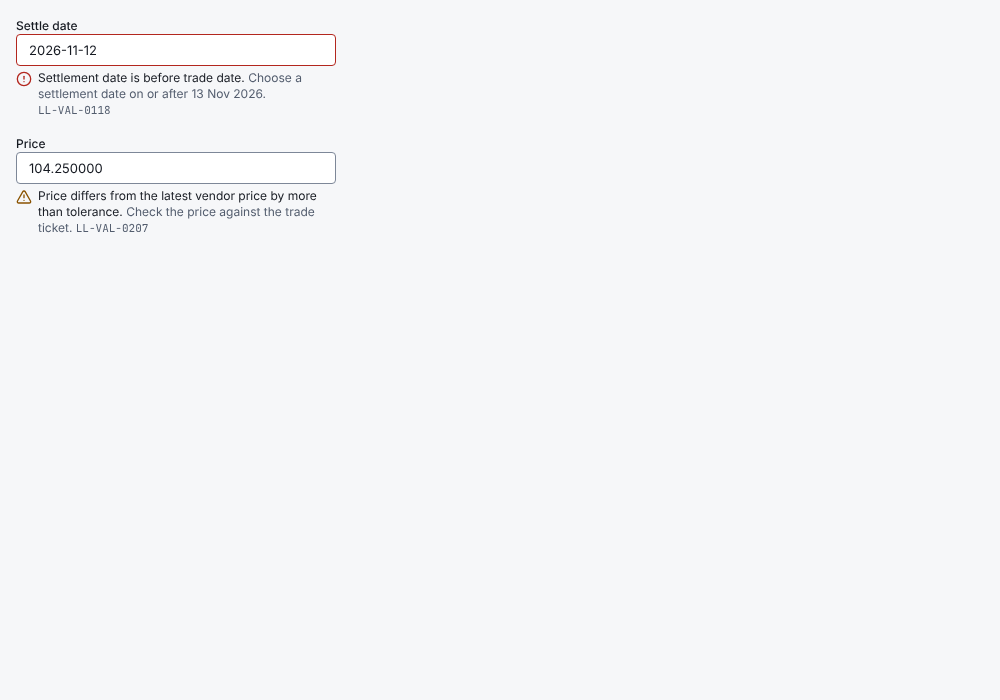 Settle date
2026-11-12
Settlement date is before trade date. Choose a
settlement date on or after 13 Nov 2026.
LL-VAL-0118
Price
104.250000
Price differs from the latest vendor price by more
than tolerance. Check the price against the trade
ticket. LL-VAL-0207